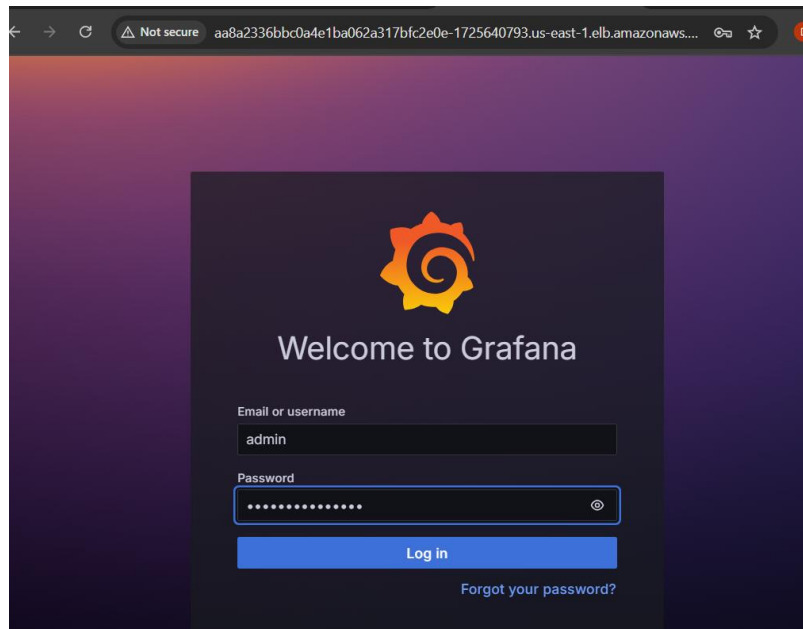 Not secure aa8a2336bbc0a4e1ba062a317bfc2e0e-1725640793.us-east-1.elb.amazonaws....
Welcome to Grafana
Email or username
admin
Password
•••••••••••••••
Log in
Forgot your password?